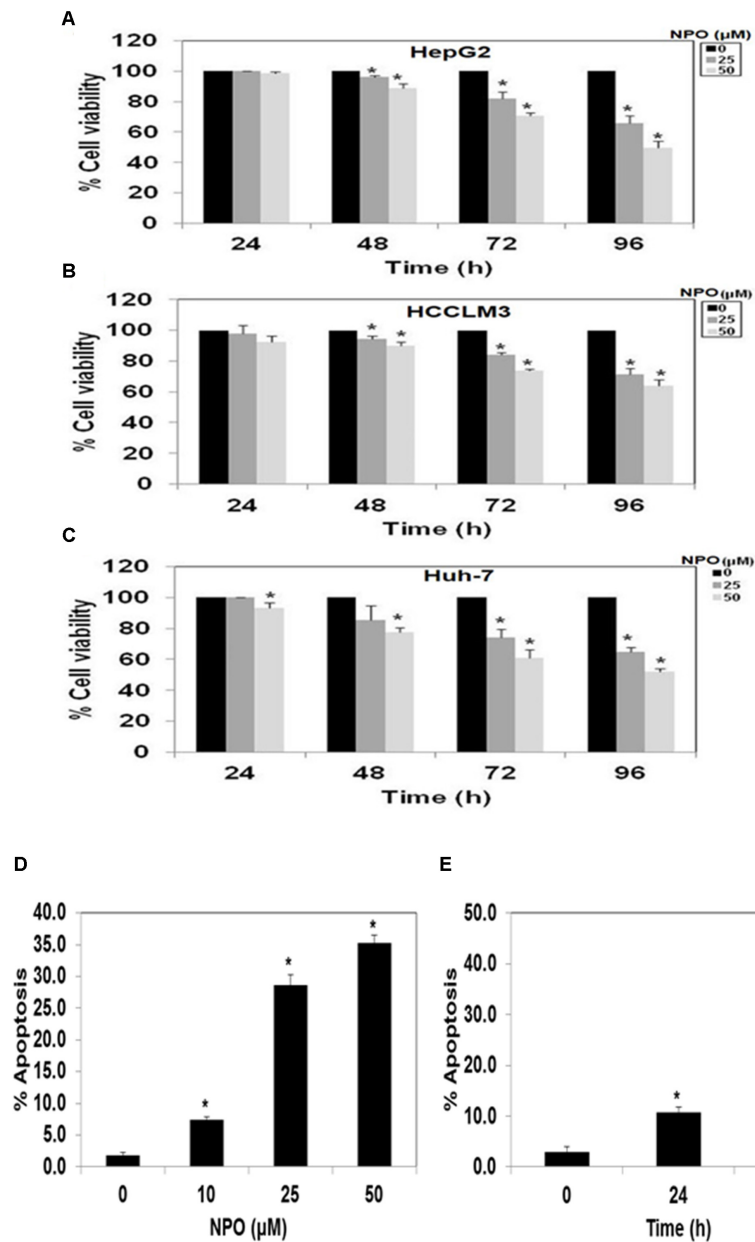 A
NPO (µM)
HepG2
0
25
50
120
100
80
60
40
20
0
% Cell viability
* * * * * *
24 48 72 96
Time (h)
B
NPO (µM)
HCCLM3
0
25
50
120
100
80
60
40
20
0
% Cell viability
* * * * * *
24 48 72 96
Time (h)
C
NPO (µM)
Huh-7
0
25
50
120
100
80
60
40
20
0
% Cell viability
* * * * * *
24 48 72 96
Time (h)
D
40.0
35.0
30.0
25.0
20.0
15.0
10.0
5.0
0.0
% Apoptosis
* * *
0 10 25 50
NPO (µM)
E
50.0
40.0
30.0
20.0
10.0
0.0
% Apoptosis
*
0 24
Time (h)